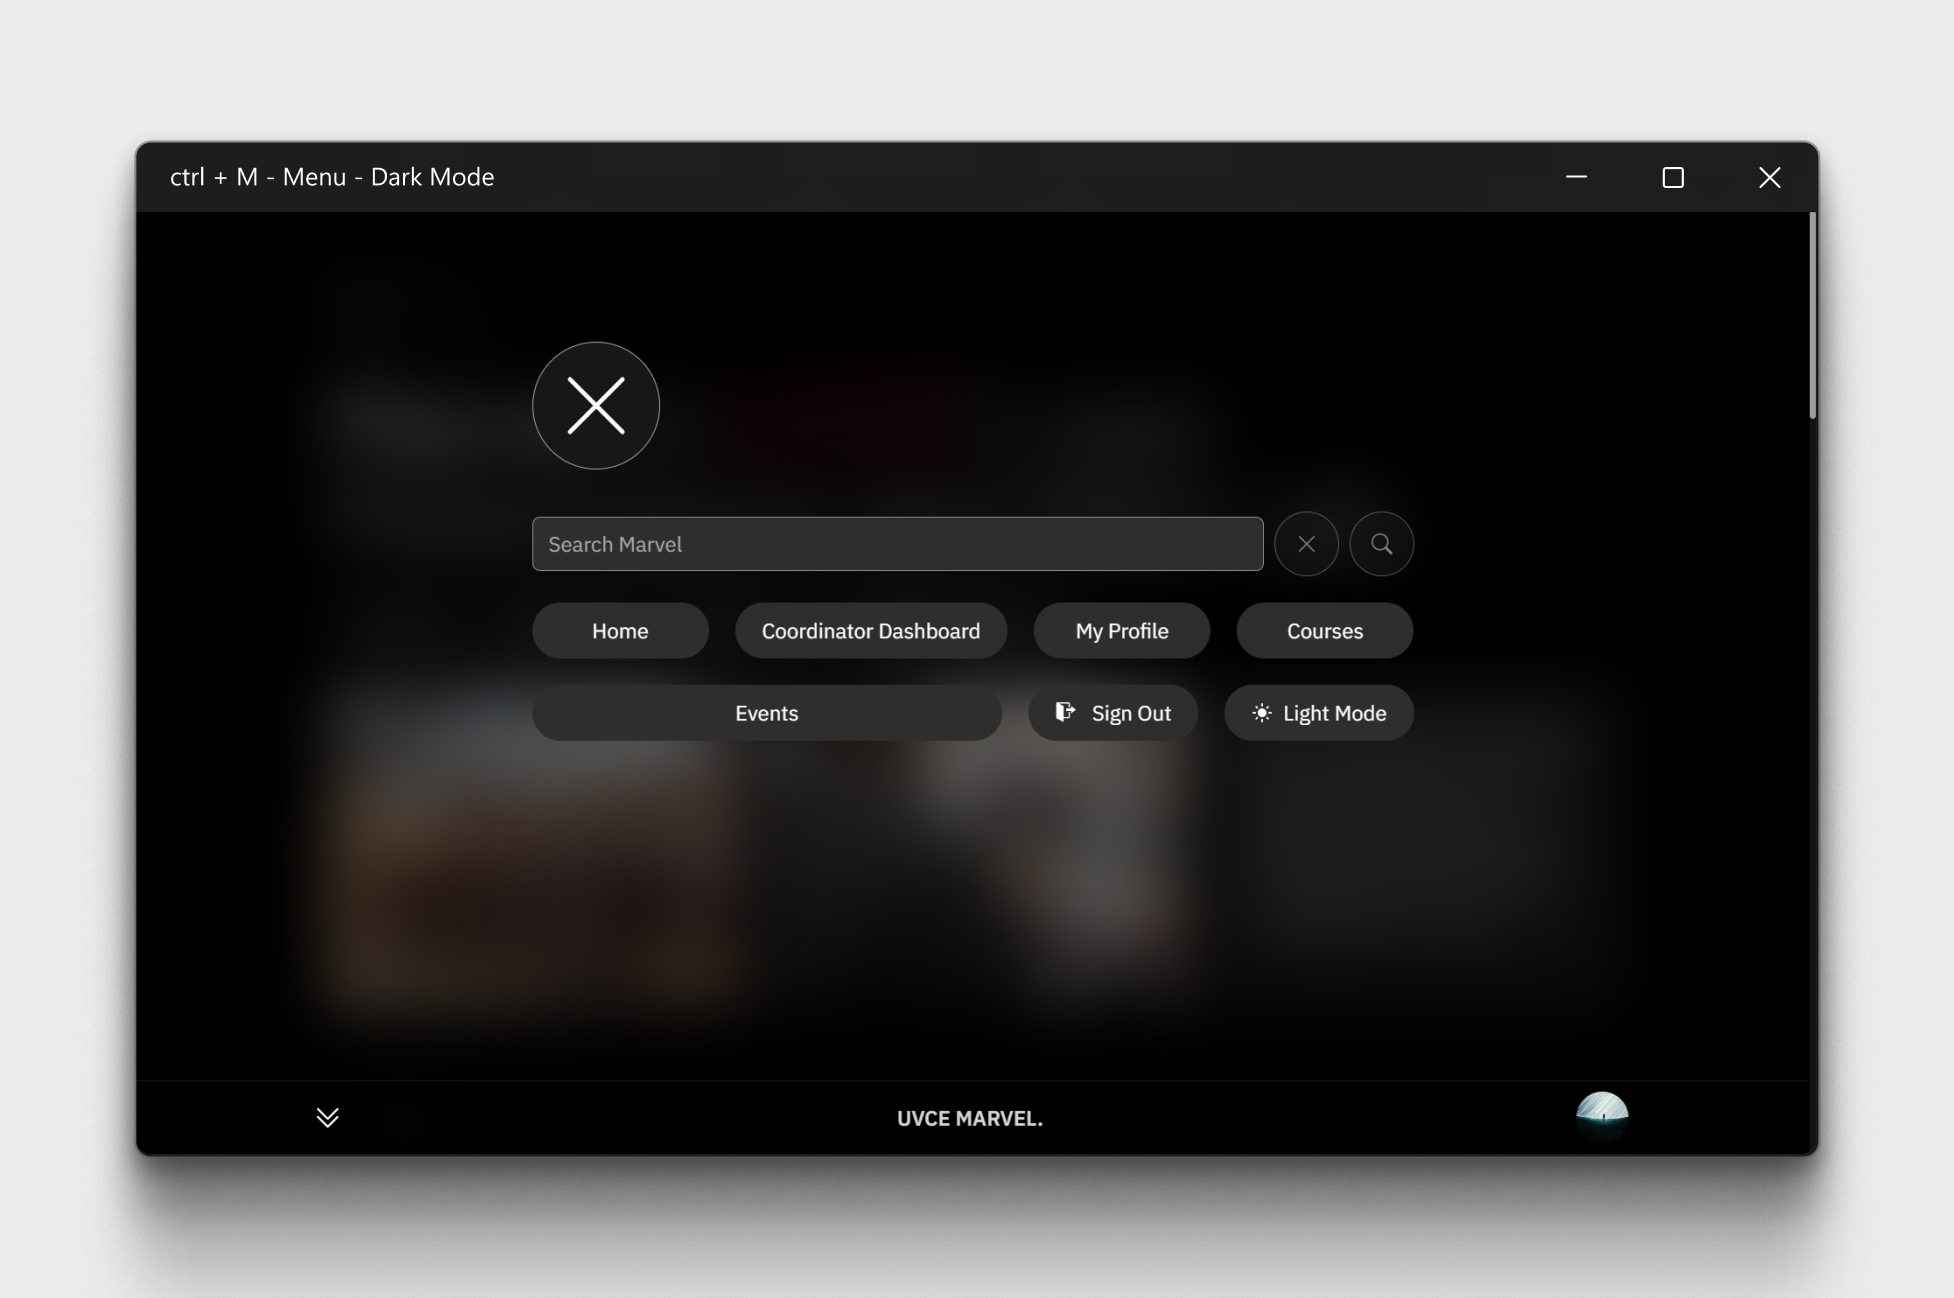 ctrl + M - Menu - Dark Mode
Search Marvel
Home Coordinator Dashboard My Profile Courses
Events Sign Out Light Mode
UVCE MARVEL.